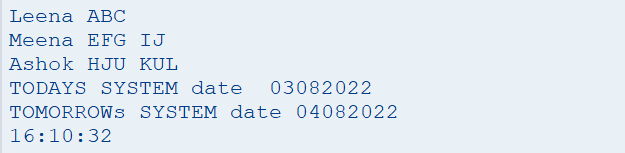 Leena ABC
Meena EFG IJ
Ashok HJU KUL
TODAYS SYSTEM date  03082022
TOMORROWs SYSTEM date 04082022
16:10:32